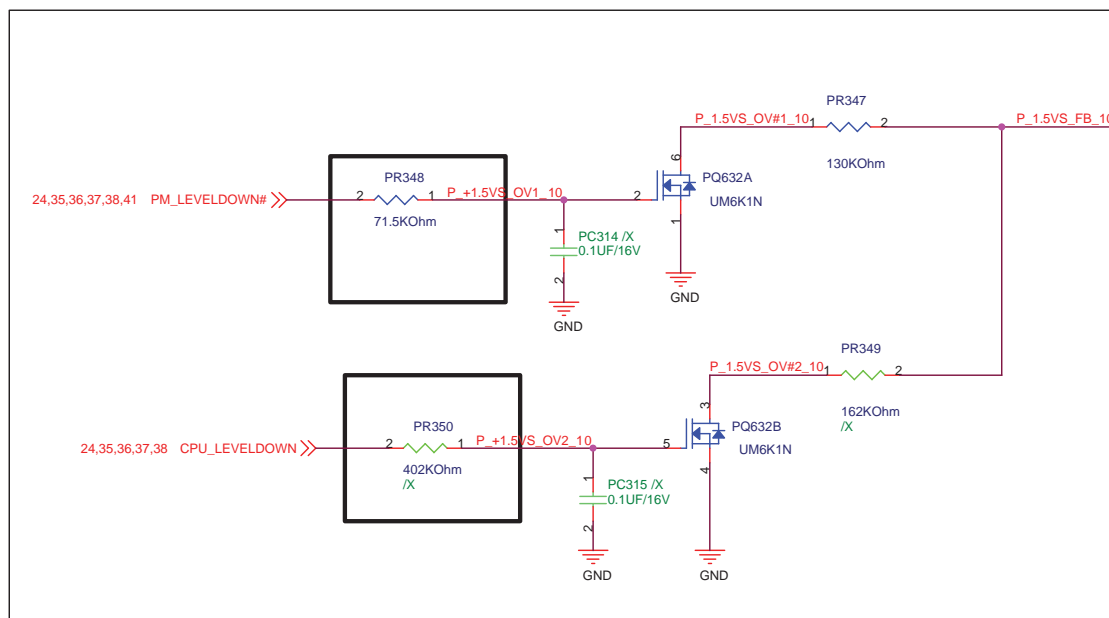 PR347
P_1.5VS_OV#1_10 1 2 P_1.5VS_FB_10
130KOhm
6
PR348
24,35,36,37,38,41 PM_LEVELDOWN# 2 1 P_+1.5VS_OV1_10 2
71.5KOhm
PQ632A
UM6K1N
1
1
PC314 /X
0.1UF/16V
2
GND
GND
PR349
P_1.5VS_OV#2_10 1 2
162KOhm
/X
3
PR350
24,35,36,37,38 CPU_LEVELDOWN 2 1 P_+1.5VS_OV2_10 5
402KOhm
/X
PQ632B
UM6K1N
4
1
PC315 /X
0.1UF/16V
2
GND
GND